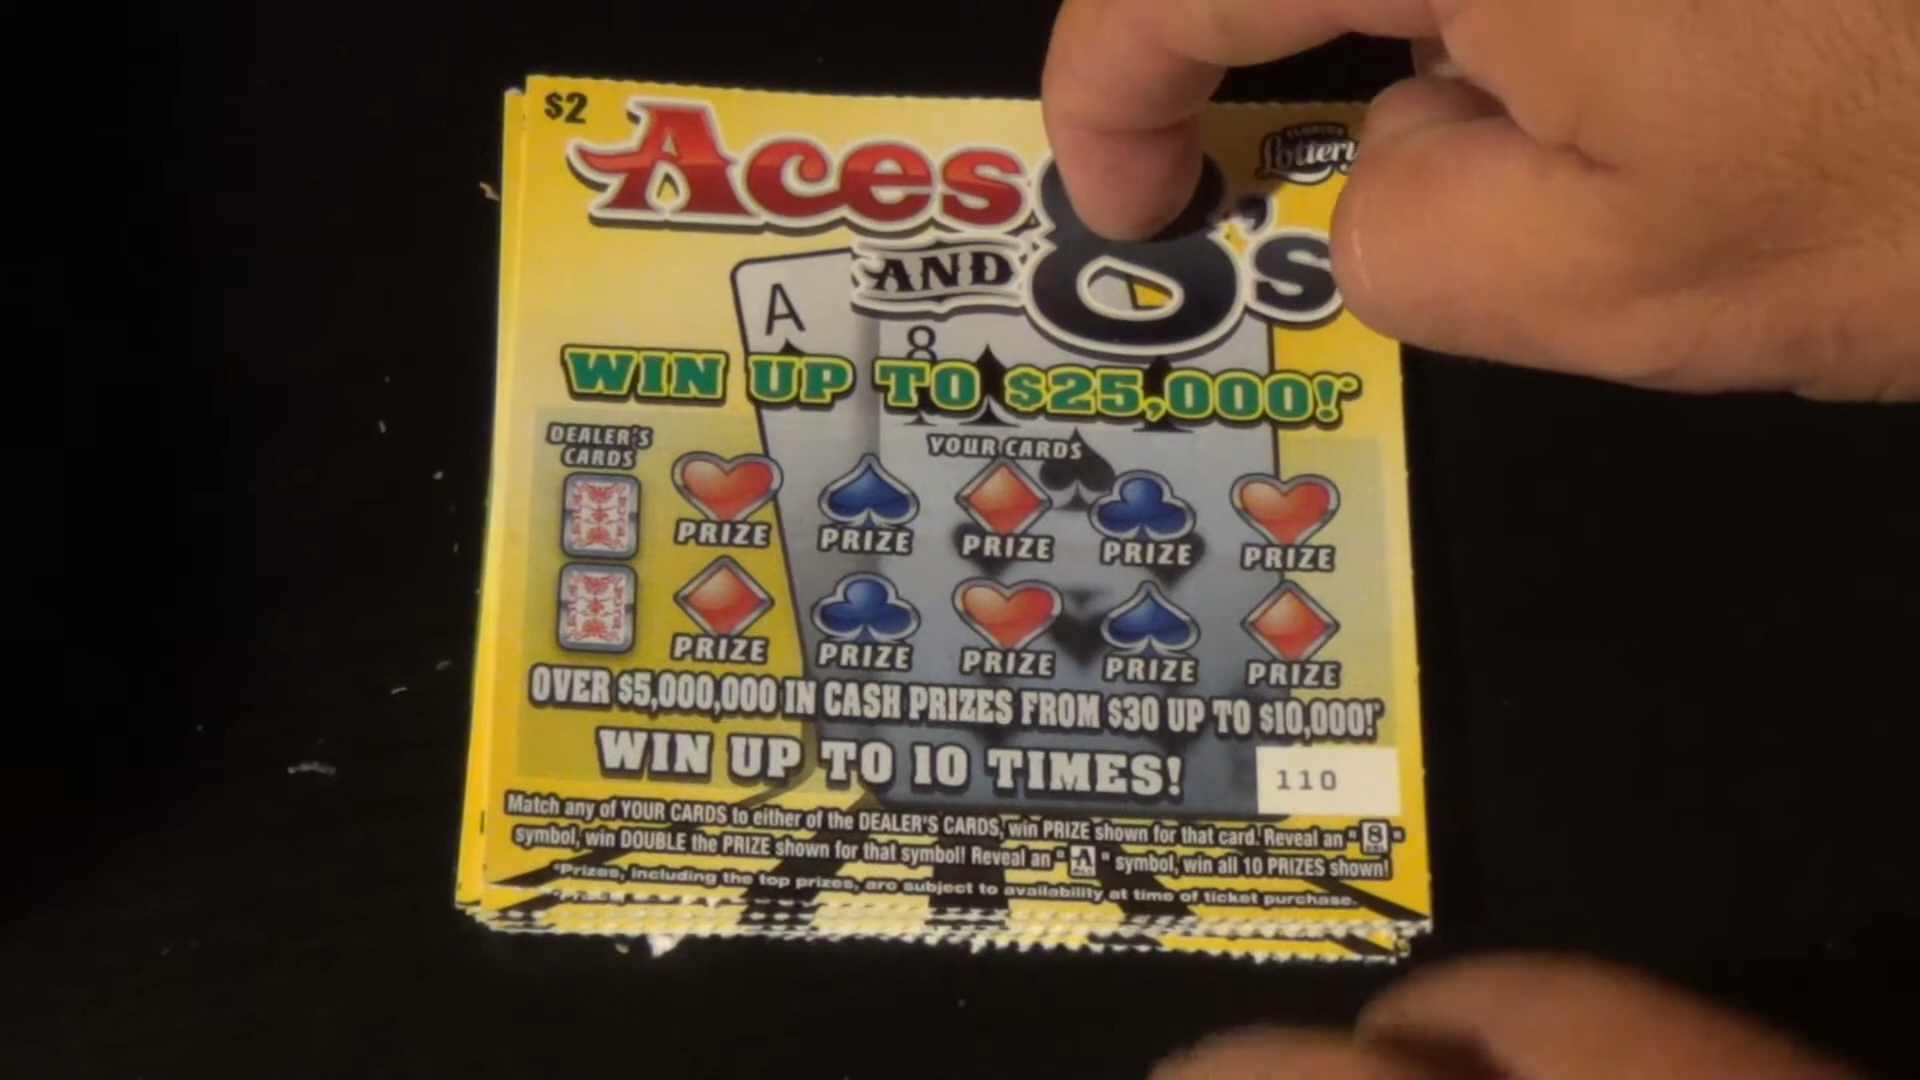 $2
Aces
AND 8's
Lottery
A
8
WIN UP TO $25,000!*
DEALER'S
CARDS
YOUR CARDS
PRIZE PRIZE PRIZE PRIZE PRIZE
PRIZE PRIZE PRIZE PRIZE PRIZE
OVER $5,000,000 IN CASH PRIZES FROM $30 UP TO $10,000!*
WIN UP TO 10 TIMES!
110
Match any of YOUR CARDS to either of the DEALER'S CARDS, win PRIZE shown for that card. Reveal an "8"
symbol, win DOUBLE the PRIZE shown for that symbol! Reveal an "A" symbol, win all 10 PRIZES shown!
*Prizes, including the top prizes, are subject to availability at time of ticket purchase.